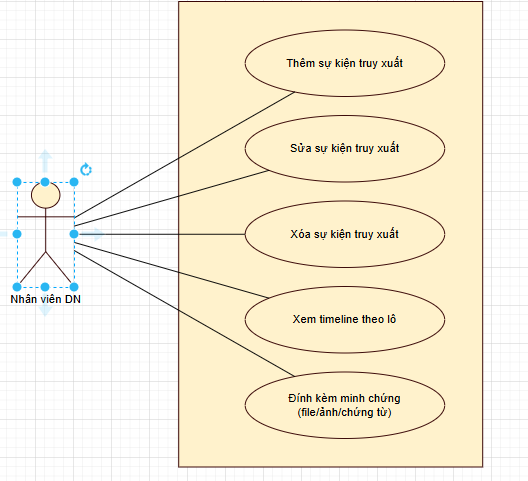 Thêm sự kiện truy xuất
Sửa sự kiện truy xuất
Xóa sự kiện truy xuất
Nhân viên DN
Xem timeline theo lô
Đính kèm minh chứng
(file/ảnh/chứng từ)